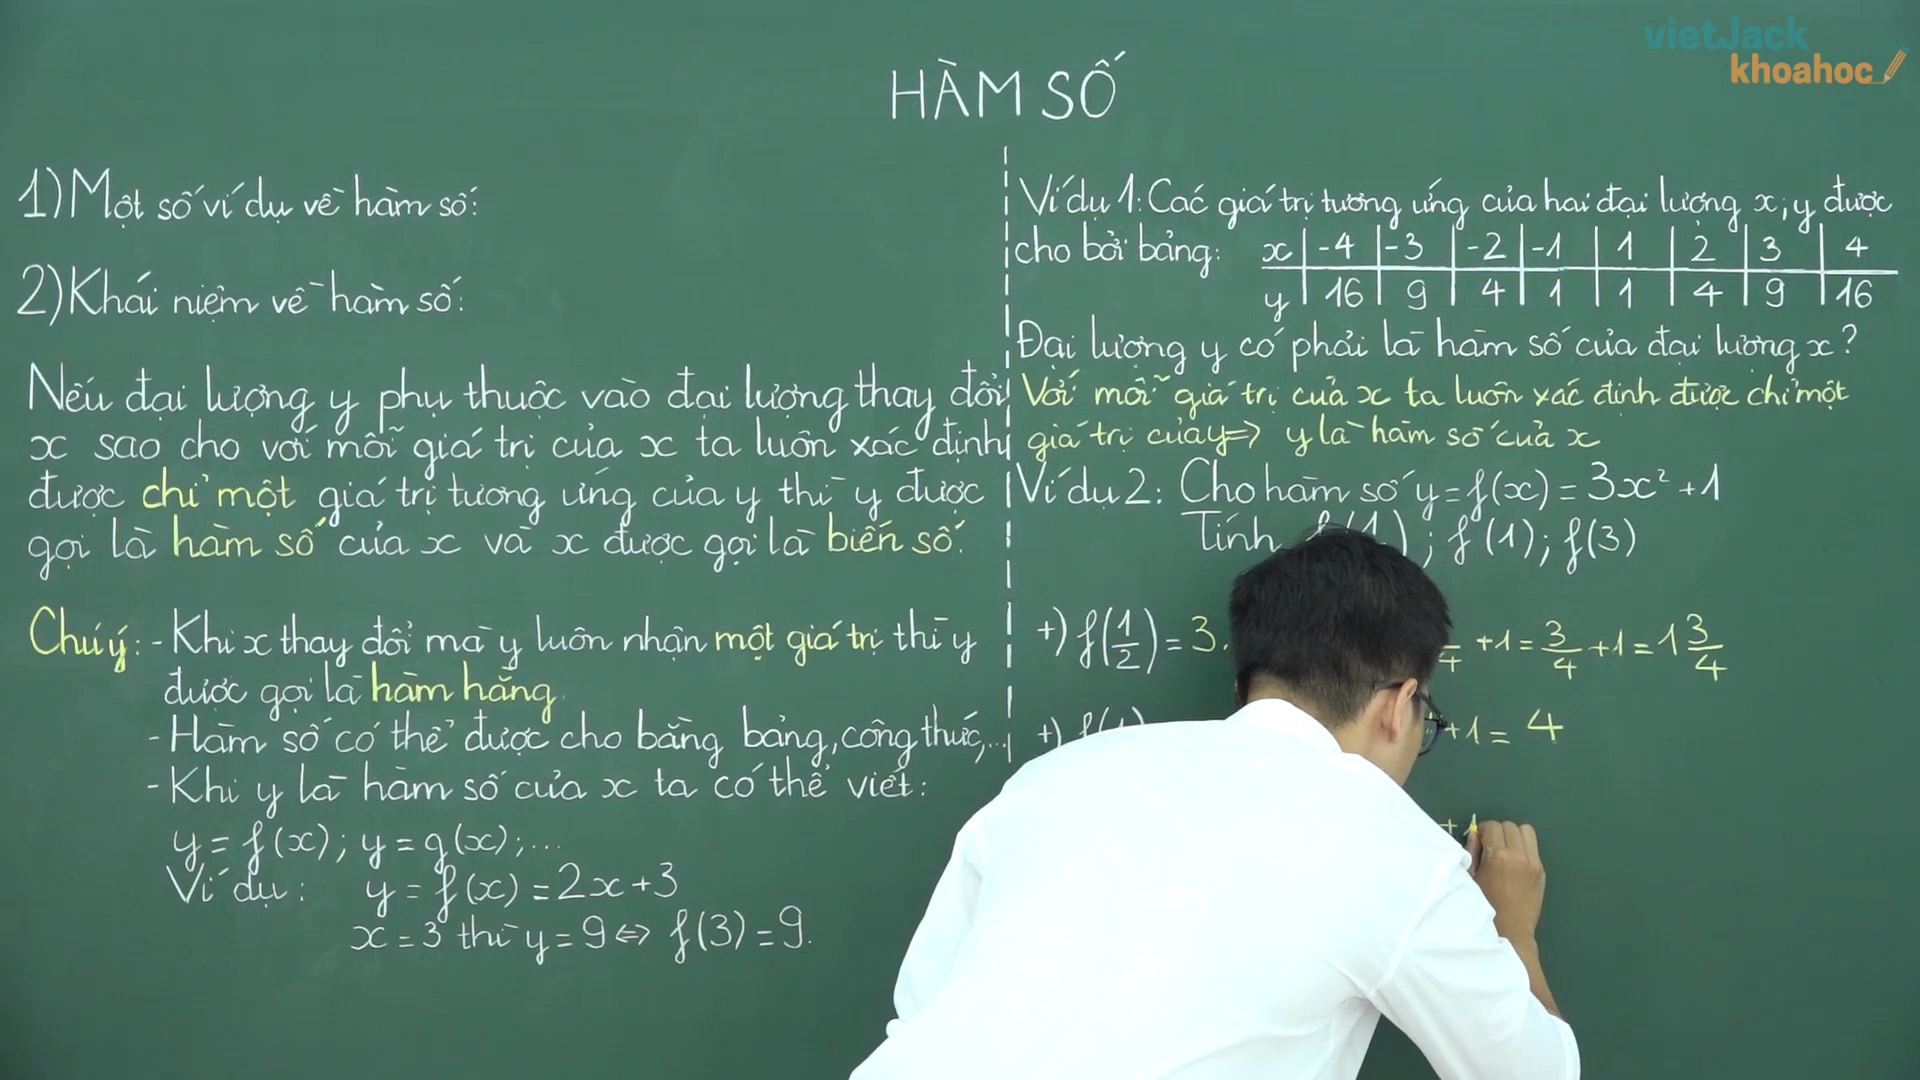 vietJack
khoahoc
HÀM SỐ
1) Một số ví dụ về hàm số:
2) Khái niệm về hàm số:
Nếu đại lượng y phụ thuộc vào đại lượng thay đổi
x sao cho với mỗi giá trị của x ta luôn xác định
được chỉ một giá trị tương ứng của y thì y được
gọi là hàm số của x và x được gọi là biến số.
Chú ý: - Khi x thay đổi mà y luôn nhận một giá trị thì y
được gọi là hàm hằng.
- Hàm số có thể được cho bằng bảng, công thức,...
- Khi y là hàm số của x ta có thể viết:
y = f(x); y = g(x);...
Ví dụ: y = f(x) = 2x+3
x = 3 thì y = 9 <=> f(3) = 9.
Ví dụ 1: Các giá trị tương ứng của hai đại lượng x, y được
cho bởi bảng:
x | -4 | -3 | -2 | -1 | 1 | 2 | 3 | 4
y | 16 | 9 | 4 | 1 | 1 | 4 | 9 | 16
Đại lượng y có phải là hàm số của đại lượng x?
Với mỗi giá trị của x ta luôn xác định được chỉ một
giá trị của y => y là hàm số của x
Ví dụ 2: Cho hàm số y = f(x) = 3x² + 1
Tính ; f(1); f(3)
+) f(1/2) = 3. +1 = 3/4 +1 = 1 3/4
+) f(1) +1 = 4
+1